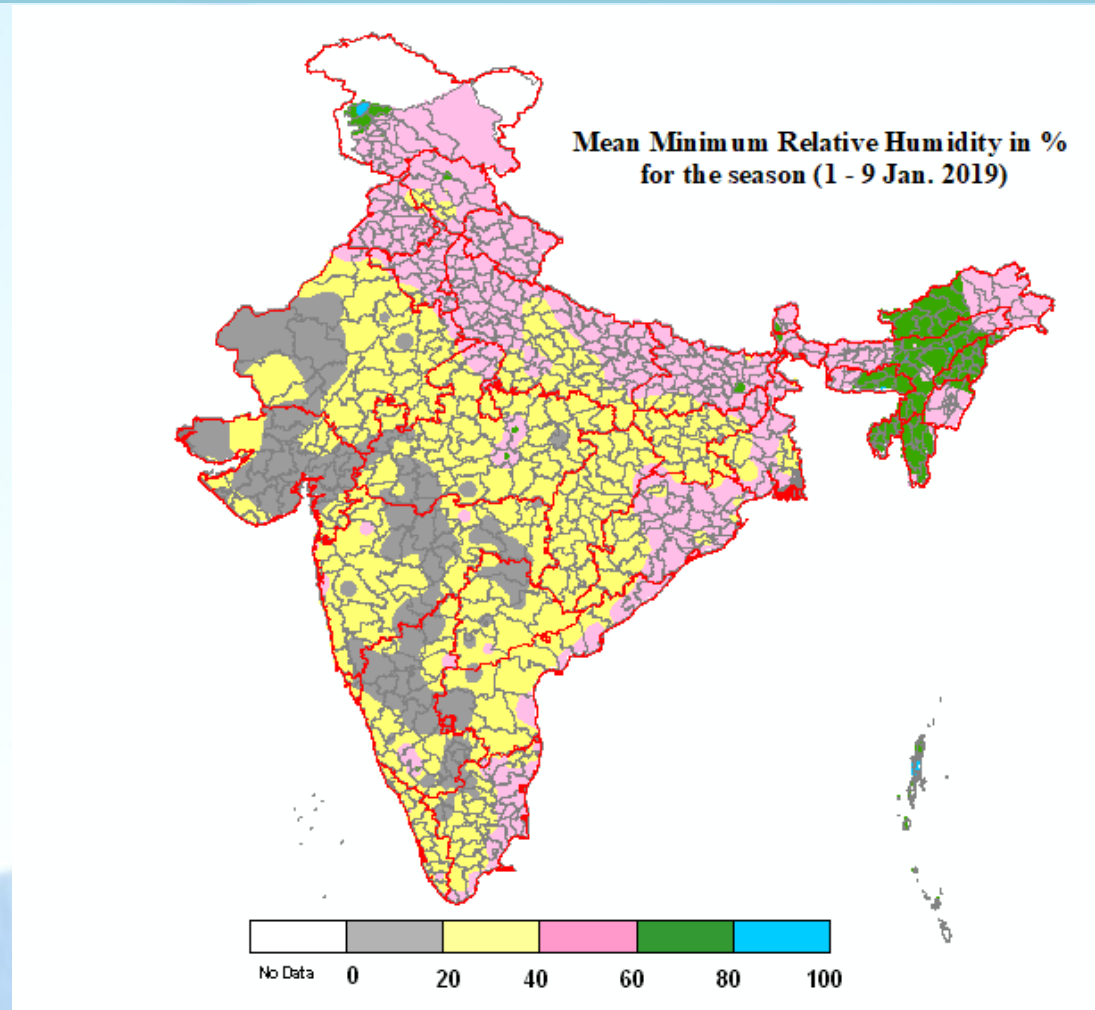 Mean Minimum Relative Humidity in %
for the season (1 - 9 Jan. 2019)
No Data 0 20 40 60 80 100